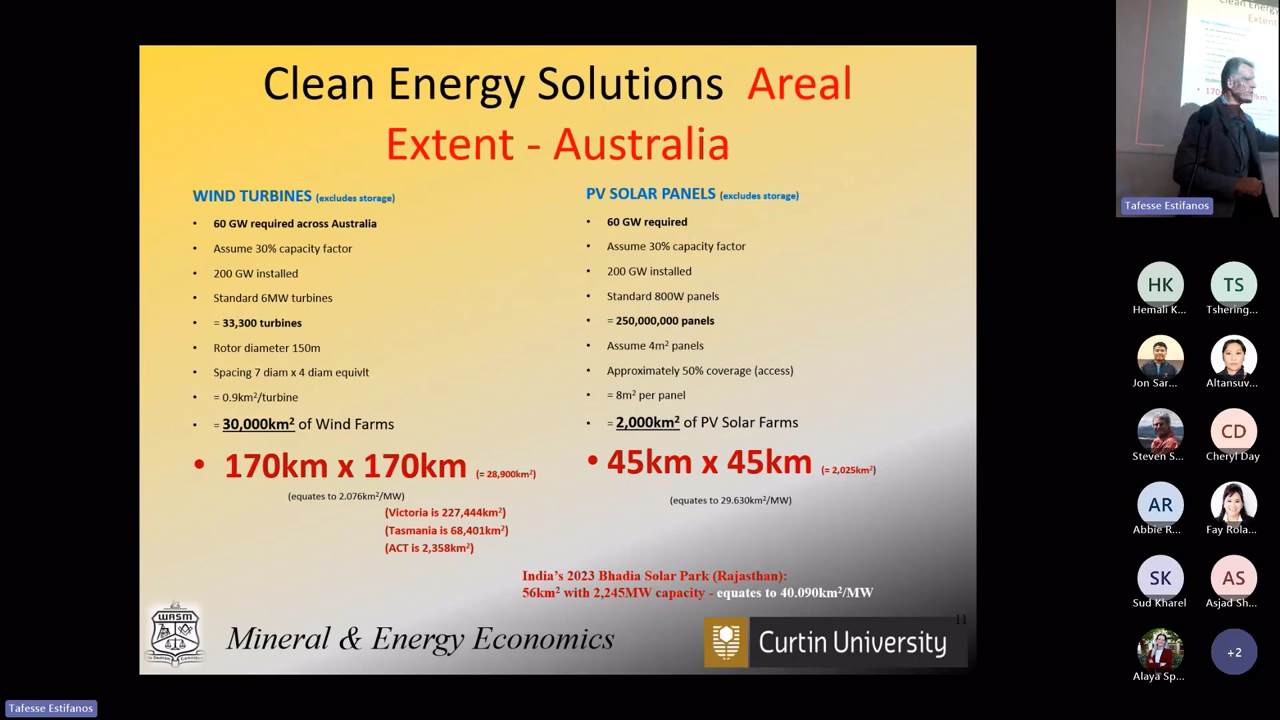 Clean Energy Solutions Areal
Extent - Australia
WIND TURBINES (excludes storage)
• 60 GW required across Australia
• Assume 30% capacity factor
• 200 GW installed
• Standard 6MW turbines
• = 33,300 turbines
• Rotor diameter 150m
• Spacing 7 diam x 4 diam equivlt
• = 0.9km²/turbine
• = 30,000km² of Wind Farms
• 170km x 170km (= 28,900km²)
(equates to 2.076km²/MW)
(Victoria is 227,444km²)
(Tasmania is 68,401km²)
(ACT is 2,358km²)
PV SOLAR PANELS (excludes storage)
• 60 GW required
• Assume 30% capacity factor
• 200 GW installed
• Standard 800W panels
• = 250,000,000 panels
• Assume 4m² panels
• Approximately 50% coverage (access)
• = 8m² per panel
• = 2,000km² of PV Solar Farms
• 45km x 45km (= 2,025km²)
(equates to 29.630km²/MW)
India's 2023 Bhadia Solar Park (Rajasthan):
56km² with 2,245MW capacity - equates to 40.090km²/MW
11
WASM
Mineral & Energy Economics
Curtin University
Clean Energy
Extent
Tafesse Estifanos
HK
TS
Hemali K...
Tshering...
Jon Sar...
Altansuv...
CD
Steven S...
Cheryl Day
AR
Abbie R...
Fay Rola...
SK
AS
Sud Kharel
Asjad Sh...
+2
Alaya Sp...
Tafesse Estifanos